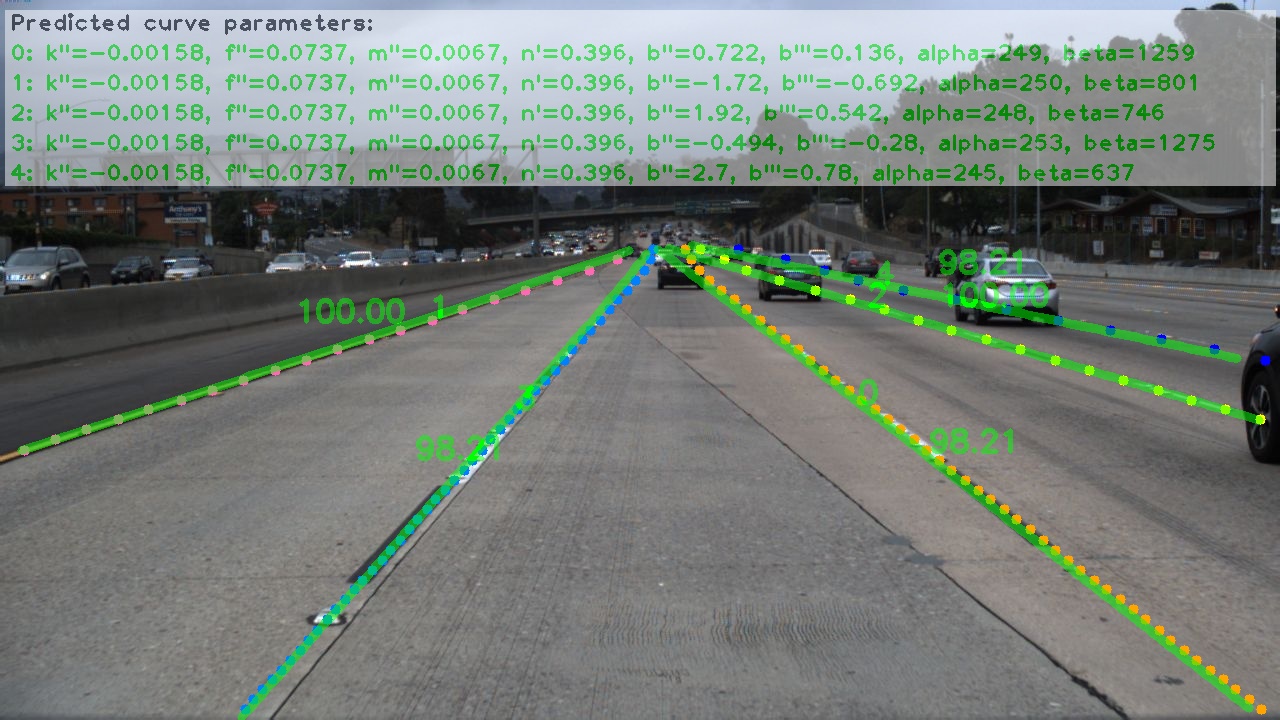 Predicted curve parameters:
0: k''=-0.00158, f''=0.0737, m''=0.0067, n'=0.396, b''=0.722, b'''=0.136, alpha=249, beta=1259
1: k''=-0.00158, f''=0.0737, m''=0.0067, n'=0.396, b''=-1.72, b'''=-0.692, alpha=250, beta=801
2: k''=-0.00158, f''=0.0737, m''=0.0067, n'=0.396, b''=1.92, b'''=0.542, alpha=248, beta=746
3: k''=-0.00158, f''=0.0737, m''=0.0067, n'=0.396, b''=-0.494, b'''=-0.28, alpha=253, beta=1275
4: k''=-0.00158, f''=0.0737, m''=0.0067, n'=0.396, b''=2.7, b'''=0.78, alpha=245, beta=637
Anthony's
98.21
4
100.00
2
100.00
1
0
98.21
98.21